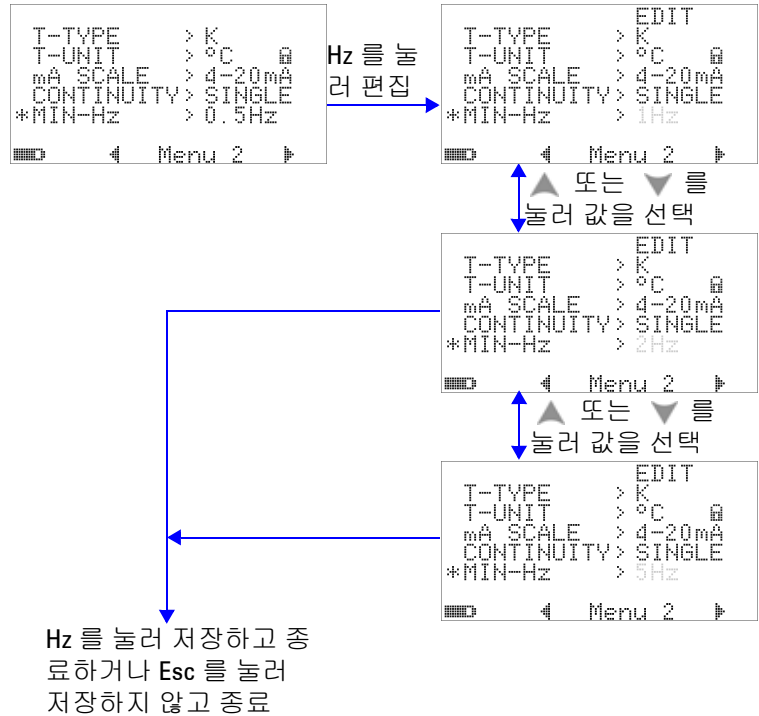 T-TYPE > K
T-UNIT > °C
mA SCALE > 4-20mA
CONTINUITY > SINGLE
*MIN-Hz > 0.5Hz
Menu 2
Hz 를 눌
러 편집
EDIT
T-TYPE > K
T-UNIT > °C
mA SCALE > 4-20mA
CONTINUITY > SINGLE
*MIN-Hz > 1Hz
Menu 2
▲ 또는 ▼ 를
눌러 값을 선택
EDIT
T-TYPE > K
T-UNIT > °C
mA SCALE > 4-20mA
CONTINUITY > SINGLE
*MIN-Hz > 2Hz
Menu 2
▲ 또는 ▼ 를
눌러 값을 선택
EDIT
T-TYPE > K
T-UNIT > °C
mA SCALE > 4-20mA
CONTINUITY > SINGLE
*MIN-Hz > 5Hz
Menu 2
Hz 를 눌러 저장하고 종
료하거나 Esc 를 눌러
저장하지 않고 종료